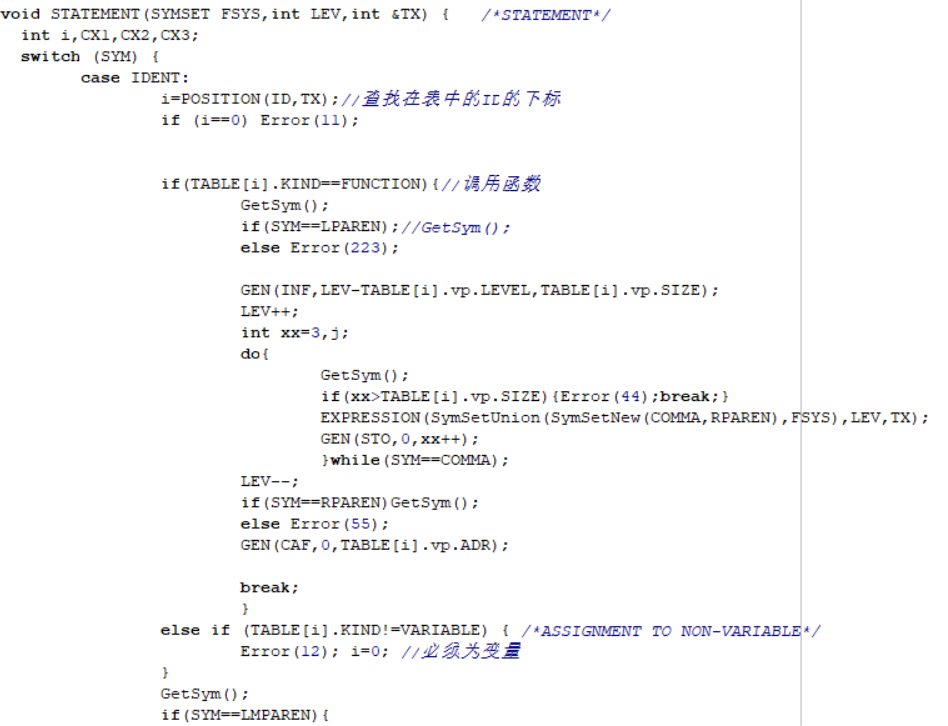 void STATEMENT(SYMSET FSYS,int LEV,int &TX) {   /*STATEMENT*/
  int i,CX1,CX2,CX3;
  switch (SYM) {
        case IDENT:
                i=POSITION(ID,TX);//查找在表中的ID的下标
                if (i==0) Error(11);
                if(TABLE[i].KIND==FUNCTION){//调用函数
                        GetSym();
                        if(SYM==LPAREN);//GetSym();
                        else Error(223);
                        GEN(INF,LEV-TABLE[i].vp.LEVEL,TABLE[i].vp.SIZE);
                        LEV++;
                        int xx=3,j;
                        do{
                                GetSym();
                                if(xx>TABLE[i].vp.SIZE){Error(44);break;}
                                EXPRESSION(SymSetUnion(SymSetNew(COMMA,RPAREN),FSYS),LEV,TX);
                                GEN(STO,0,xx++);
                                }while(SYM==COMMA);
                        LEV--;
                        if(SYM==RPAREN)GetSym();
                        else Error(55);
                        GEN(CAF,0,TABLE[i].vp.ADR);
                        break;
                        }
                else if (TABLE[i].KIND!=VARIABLE) { /*ASSIGNMENT TO NON-VARIABLE*/
                        Error(12); i=0; //必须为变量
                }
                GetSym();
                if(SYM==LMPAREN){